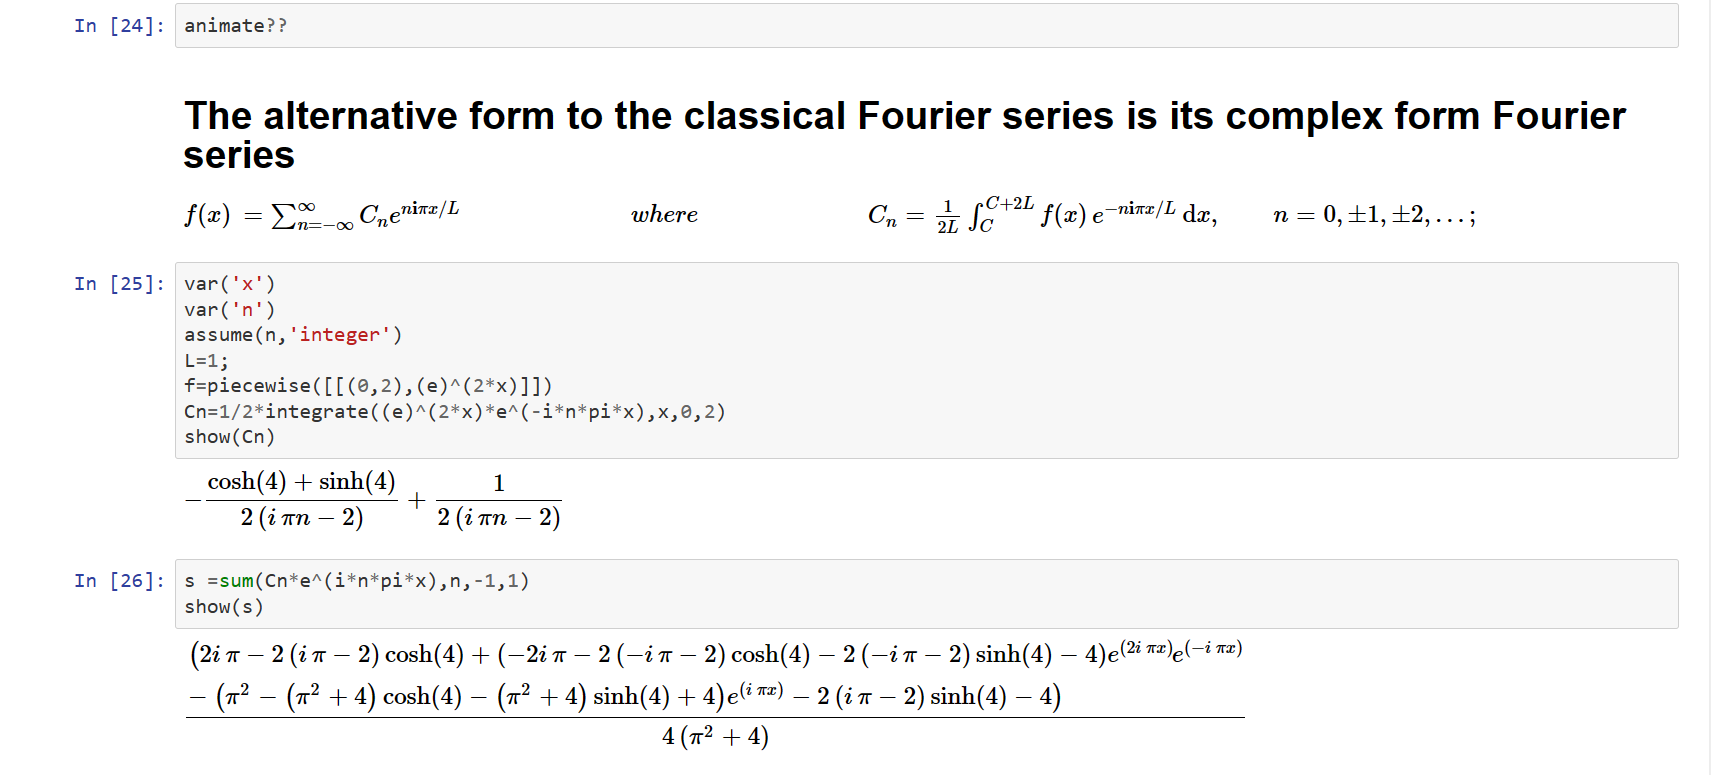 In [24]: animate??
The alternative form to the classical Fourier series is its complex form Fourier
series
f(x) = ∑_{n=−∞}^{∞} C_n e^{niπx/L} where C_n = \frac{1}{2L} ∫_C^{C+2L} f(x) e^{−niπx/L} dx, n = 0, ±1, ±2, . . . ;
In [25]: var('x')
var('n')
assume(n,'integer')
L=1;
f=piecewise([[(0,2),(e)^(2*x)]])
Cn=1/2*integrate((e)^(2*x)*e^(-i*n*pi*x),x,0,2)
show(Cn)
−\frac{cosh(4) + sinh(4)}{2 (i πn − 2)} + \frac{1}{2 (i πn − 2)}
In [26]: s =sum(Cn*e^(i*n*pi*x),n,-1,1)
show(s)
(2i π − 2 (i π − 2) cosh(4) + (−2i π − 2 (−i π − 2) cosh(4) − 2 (−i π − 2) sinh(4) − 4)e^{(2i πx)}e^{(−i πx)}
− (π² − (π² + 4) cosh(4) − (π² + 4) sinh(4) + 4)e^{(i πx)} − 2 (i π − 2) sinh(4) − 4)
4 (π² + 4)